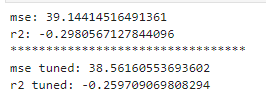 mse: 39.14414516491361
r2: -0.2980567127844096
********************************
mse tuned: 38.56160553693602
r2 tuned: -0.259709069808294